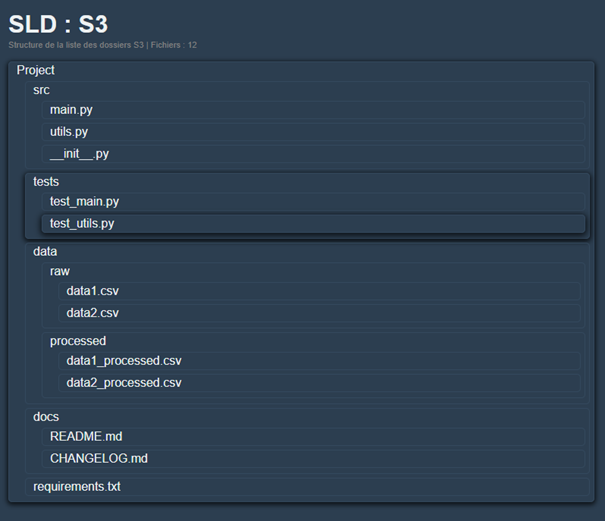 SLD : S3
Structure de la liste des dossiers S3 | Fichiers : 12
Project
src
main.py
utils.py
__init__.py
tests
test_main.py
test_utils.py
data
raw
data1.csv
data2.csv
processed
data1_processed.csv
data2_processed.csv
docs
README.md
CHANGELOG.md
requirements.txt